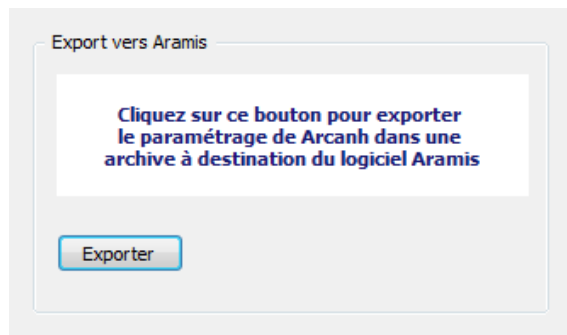 Export vers Aramis
Cliquez sur ce bouton pour exporter
le paramétrage de Arcanh dans une
archive à destination du logiciel Aramis
Exporter